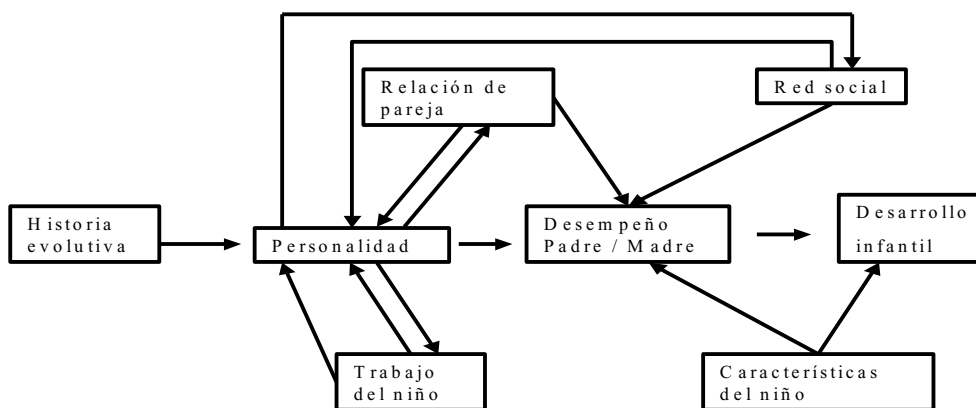 Relación de
pareja
Red social
Historia
evolutiva
Personalidad
Desempeño
Padre / Madre
Desarrollo
infantil
Trabajo
del niño
Características
del niño